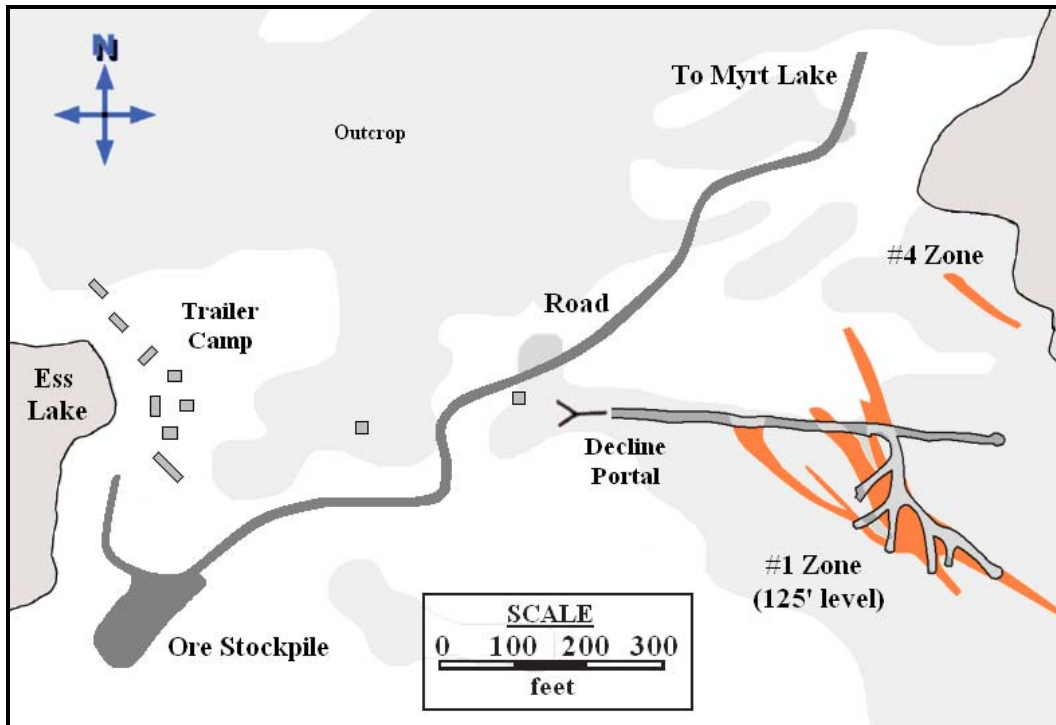 N
To Myrt Lake
Outcrop
#4 Zone
Road
Trailer
Camp
Ess
Lake
Decline
Portal
#1 Zone
(125' level)
Ore Stockpile
SCALE
0 100 200 300
feet